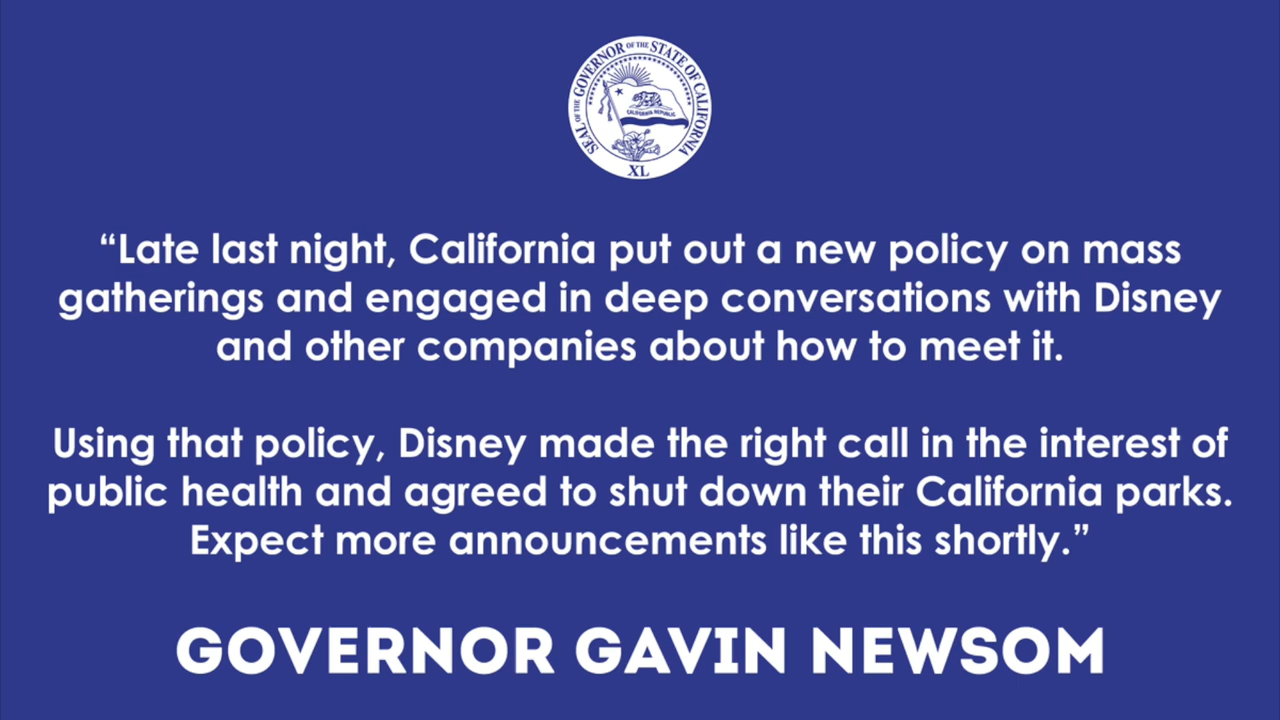 SEAL OF THE GOVERNOR OF THE STATE OF CALIFORNIA
CALIFORNIA REPUBLIC
XL
“Late last night, California put out a new policy on mass
gatherings and engaged in deep conversations with Disney
and other companies about how to meet it.
Using that policy, Disney made the right call in the interest of
public health and agreed to shut down their California parks.
Expect more announcements like this shortly.”
GOVERNOR GAVIN NEWSOM